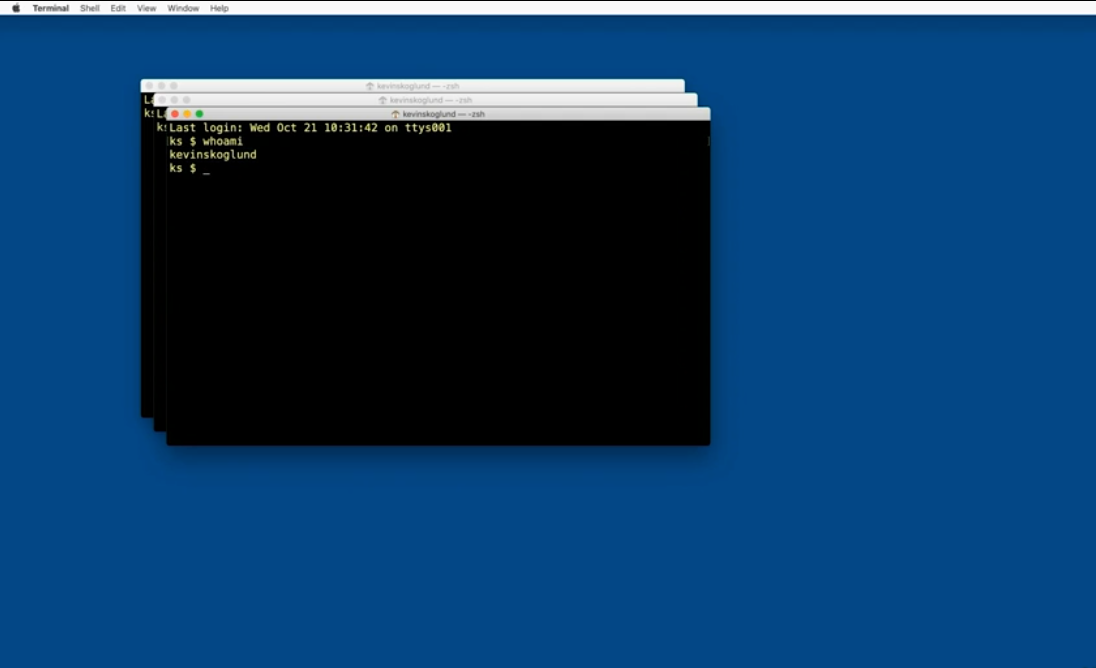 Terminal Shell Edit View Window Help
kevinskoglund — -zsh
kevinskoglund — -zsh
kevinskoglund — -zsh
La
ks
La
ks
Last login: Wed Oct 21 10:31:42 on ttys001
ks $ whoami
kevinskoglund
ks $ _